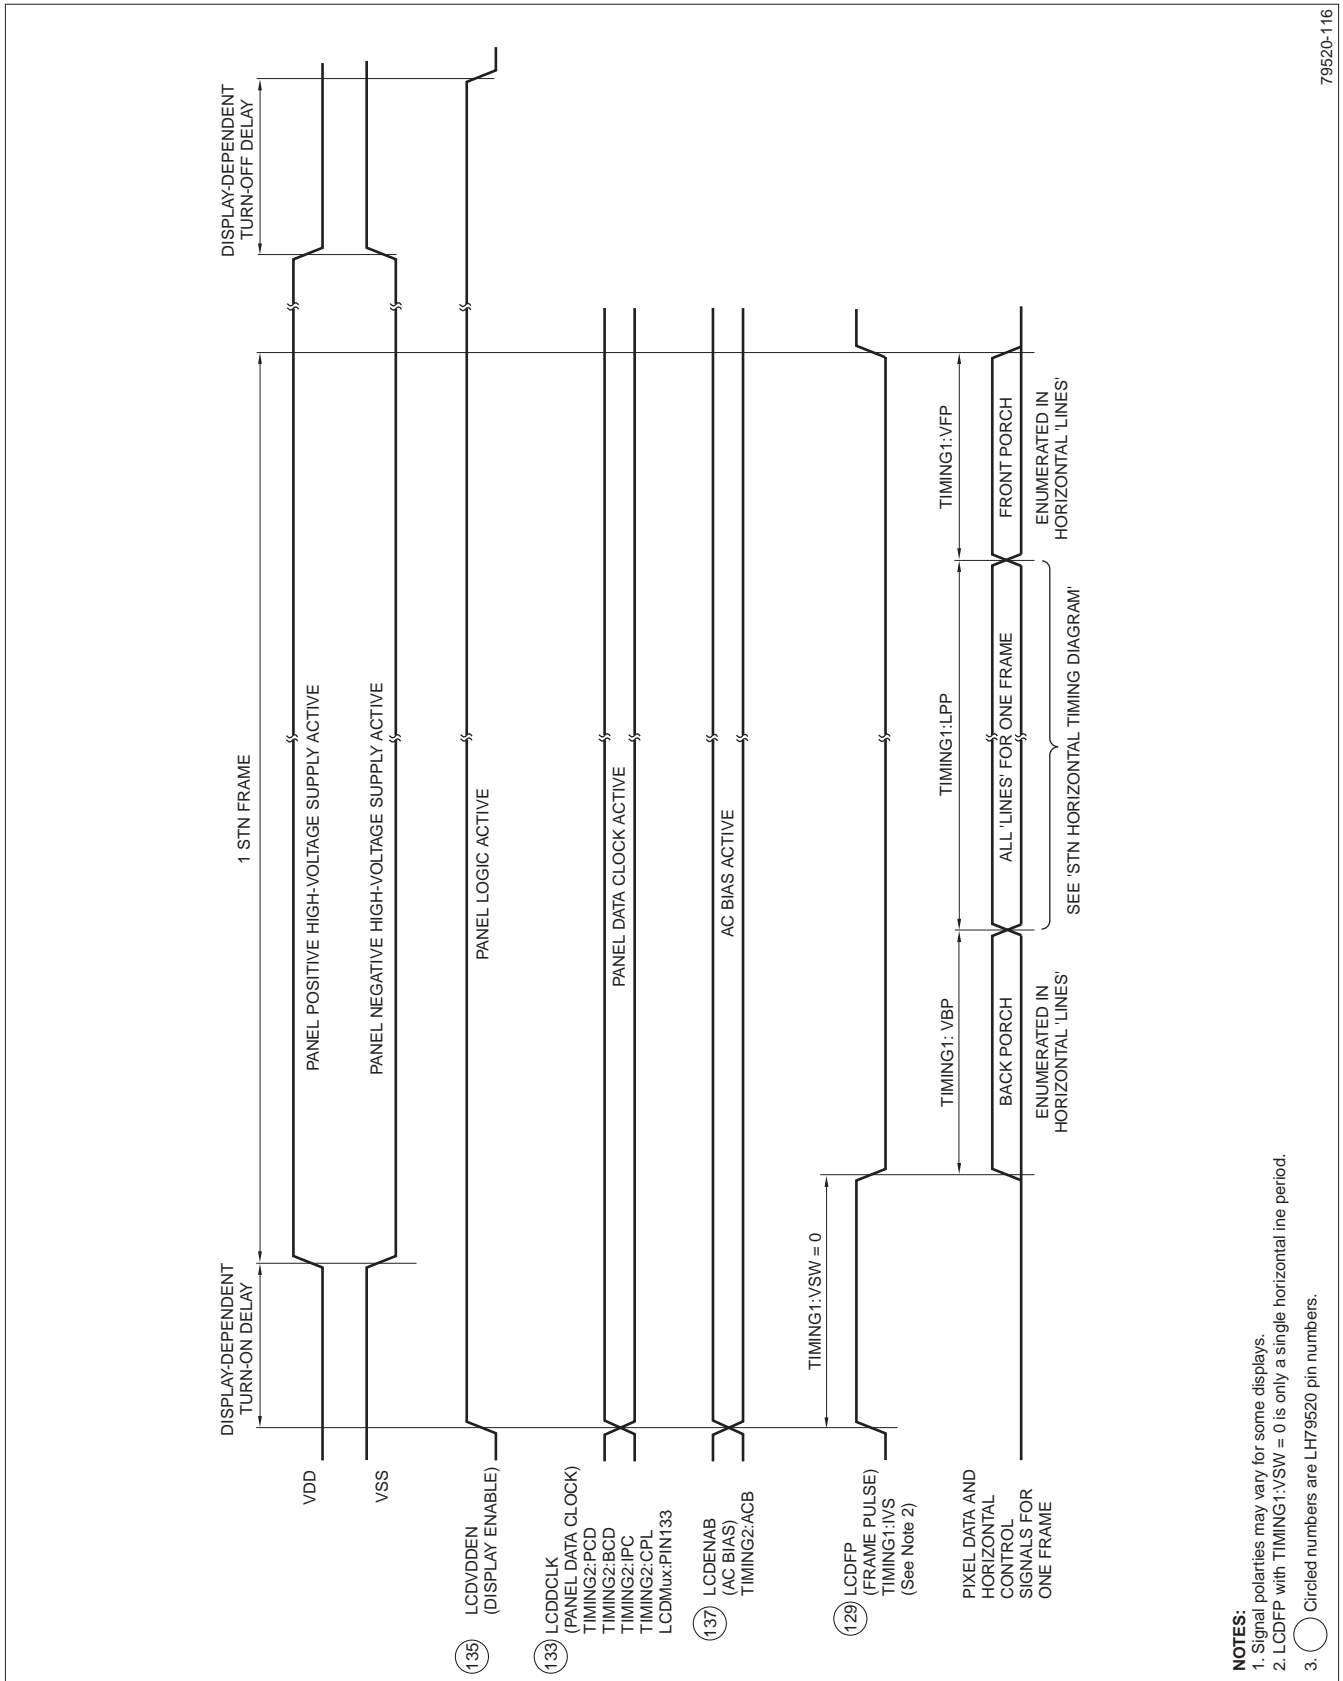 1 STN FRAME
DISPLAY-DEPENDENT
TURN-ON DELAY
DISPLAY-DEPENDENT
TURN-OFF DELAY
VDD
PANEL POSITIVE HIGH-VOLTAGE SUPPLY ACTIVE
VSS
PANEL NEGATIVE HIGH-VOLTAGE SUPPLY ACTIVE
135
LCDVDDEN
(DISPLAY ENABLE)
PANEL LOGIC ACTIVE
133
LCDDCLK
(PANEL DATA CLOCK)
TIMING2:PCD
TIMING2:BCD
TIMING2:IPC
TIMING2:CPL
LCDMux:PIN133
PANEL DATA CLOCK ACTIVE
137
LCDENAB
(AC BIAS)
TIMING2:ACB
AC BIAS ACTIVE
TIMING1:VSW = 0
129
LCDFP
(FRAME PULSE)
TIMING1:IVS
(See Note 2)
TIMING1: VBP
TIMING1:LPP
TIMING1:VFP
PIXEL DATA AND
HORIZONTAL
CONTROL
SIGNALS FOR
ONE FRAME
BACK PORCH
ALL 'LINES' FOR ONE FRAME
FRONT PORCH
ENUMERATED IN
HORIZONTAL 'LINES'
SEE 'STN HORIZONTAL TIMING DIAGRAM'
ENUMERATED IN
HORIZONTAL 'LINES'
NOTES:
1. Signal polarties may vary for some displays.
2. LCDFP with TIMING1:VSW = 0 is only a single horizontal ine period.
3. Circled numbers are LH79520 pin numbers.
79520-116